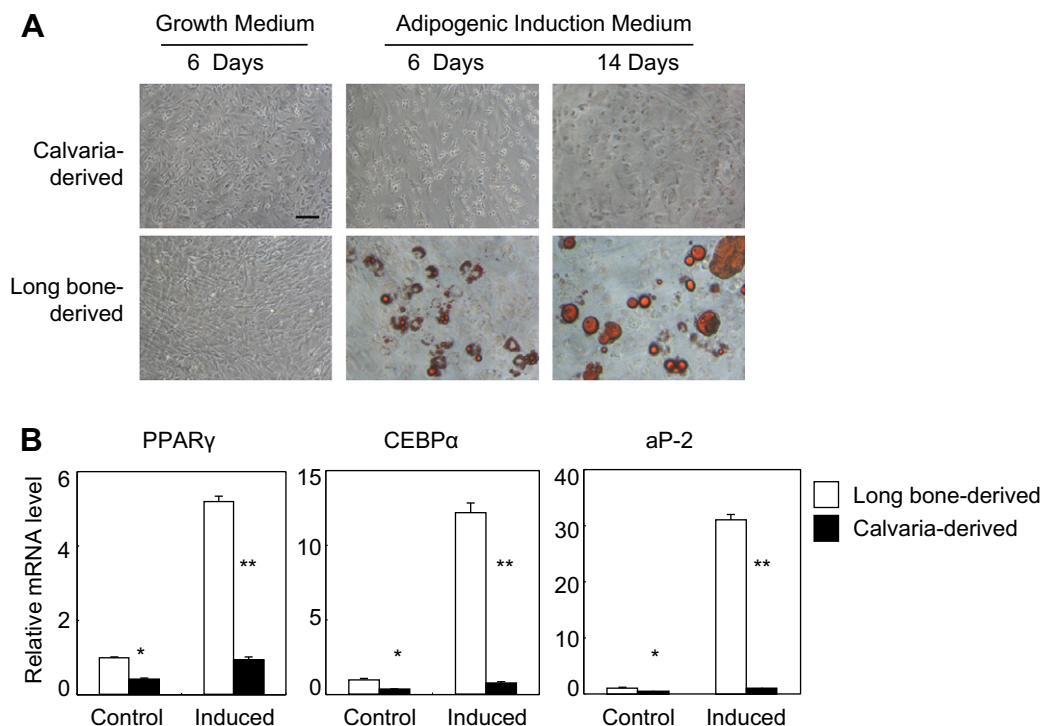 A
Growth Medium
Adipogenic Induction Medium
6 Days
6 Days
14 Days
Calvaria-
derived
Long bone-
derived
B
PPARγ
CEBPα
aP-2
Relative mRNA level
6
4
2
0
*
**
Control
Induced
15
10
5
0
*
**
Control
Induced
40
30
20
10
0
*
**
Control
Induced
Long bone-derived
Calvaria-derived